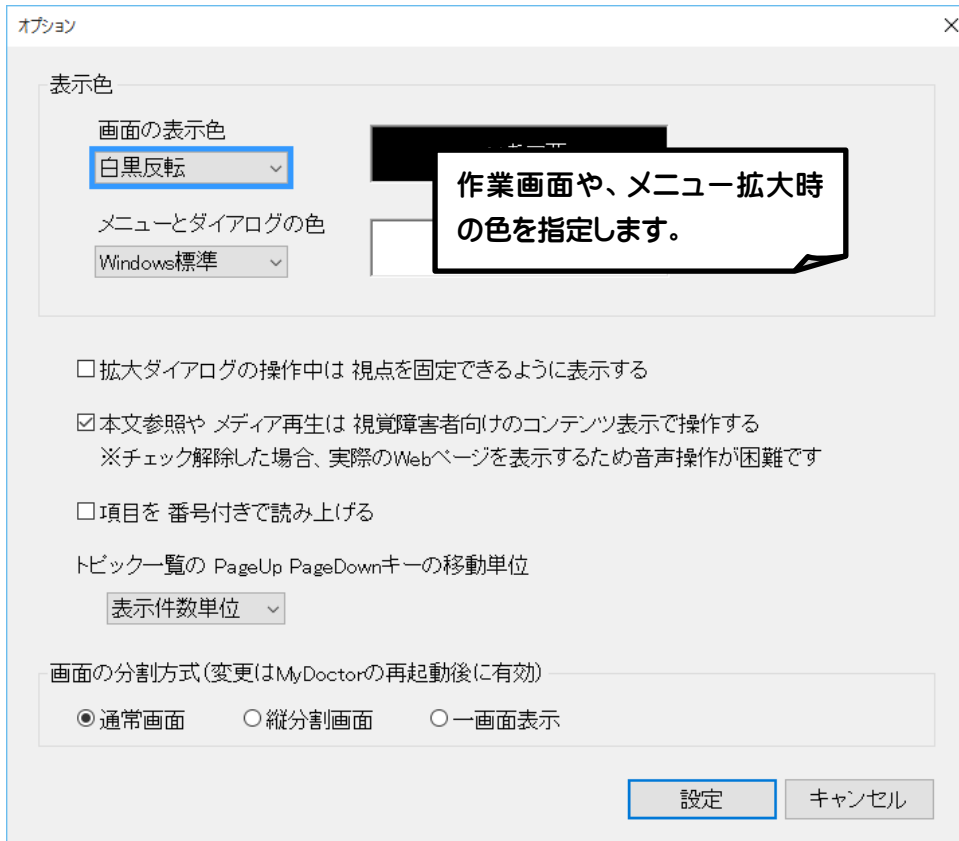 オプション
表示色
画面の表示色
白黒反転
作業画面や、メニュー拡大時
の色を指定します。
メニューとダイアログの色
Windows標準
拡大ダイアログの操作中は 視点を固定できるように表示する
本文参照や メディア再生は 視覚障害者向けのコンテンツ表示で操作する
※チェック解除した場合、実際のWebページを表示するため音声操作が困難です
項目を 番号付きで読み上げる
トピック一覧の PageUp PageDownキーの移動単位
表示件数単位
画面の分割方式(変更はMyDoctorの再起動後に有効)
通常画面 縦分割画面 一画面表示
設定 キャンセル